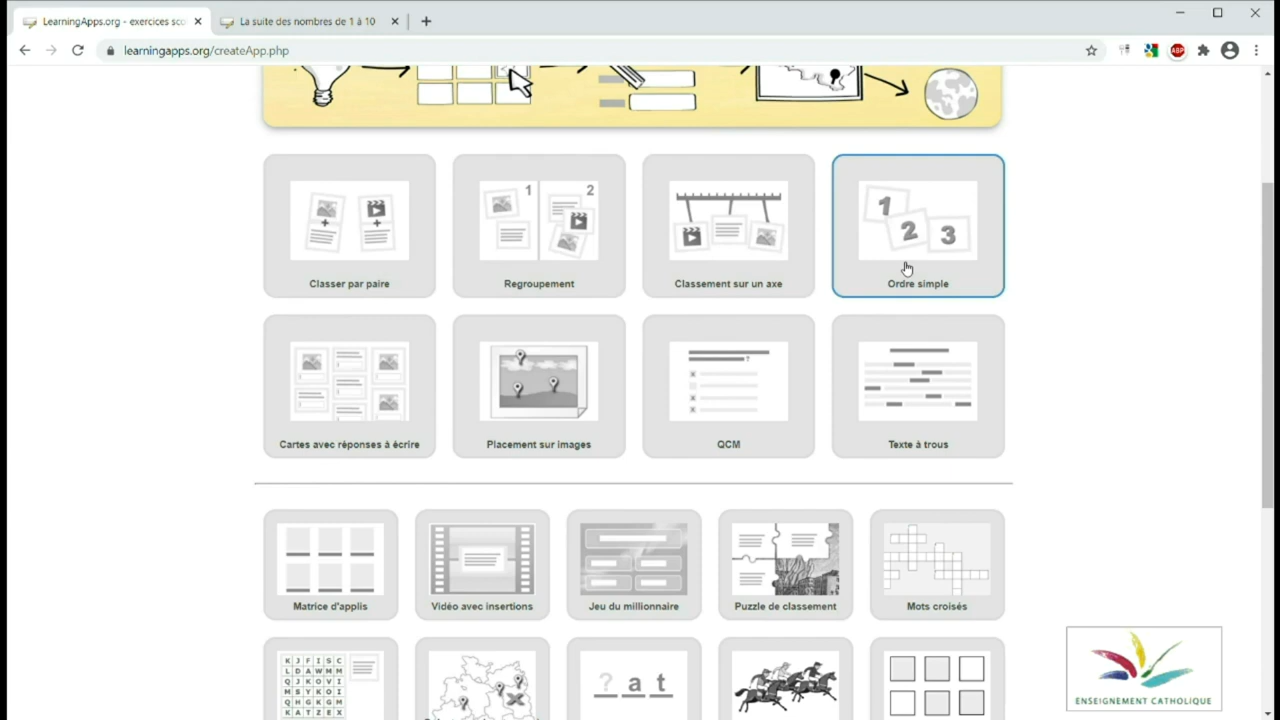 LearningApps.org - exercices sco
La suite des nombres de 1 à 10
learningapps.org/createApp.php
ABP
1
2
1
2
3
Classer par paire
Regroupement
Classement sur un axe
Ordre simple
?
Cartes avec réponses à écrire
Placement sur images
QCM
Texte à trous
Matrice d'applis
Vidéo avec insertions
Jeu du millionnaire
Puzzle de classement
Mots croisés
K J F I S C
L D A W M M
Q J K O V I
M S Y K O I
Q H G K G M
K A T Z E X
? a t
ENSEIGNEMENT CATHOLIQUE